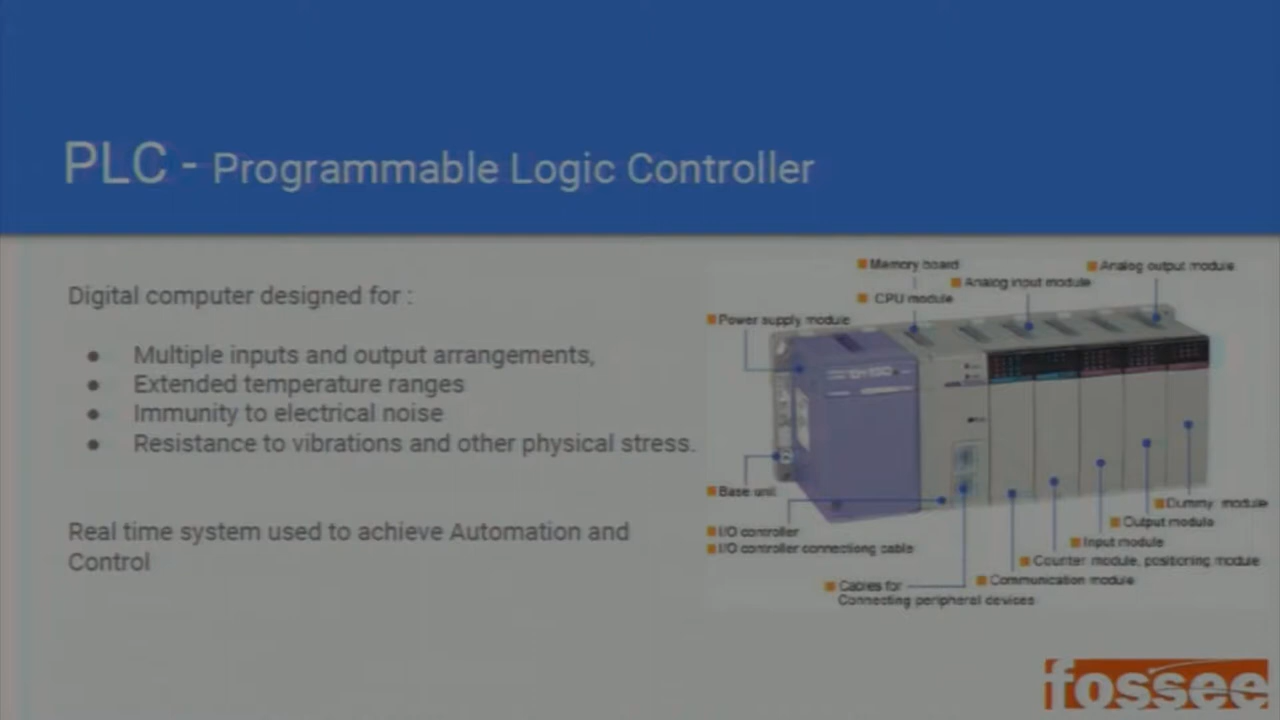 PLC - Programmable Logic Controller
Digital computer designed for :
● Multiple inputs and output arrangements,
● Extended temperature ranges
● Immunity to electrical noise
● Resistance to vibrations and other physical stress.
Real time system used to achieve Automation and
Control
Memory board
Analog output module
Analog input module
CPU module
Power supply module
Base unit
Dummy module
Output module
I/O controller
Input module
I/O controller connectiong cable
Counter module, positioning module
Communication module
Cables for
Connecting peripheral devices
fossee